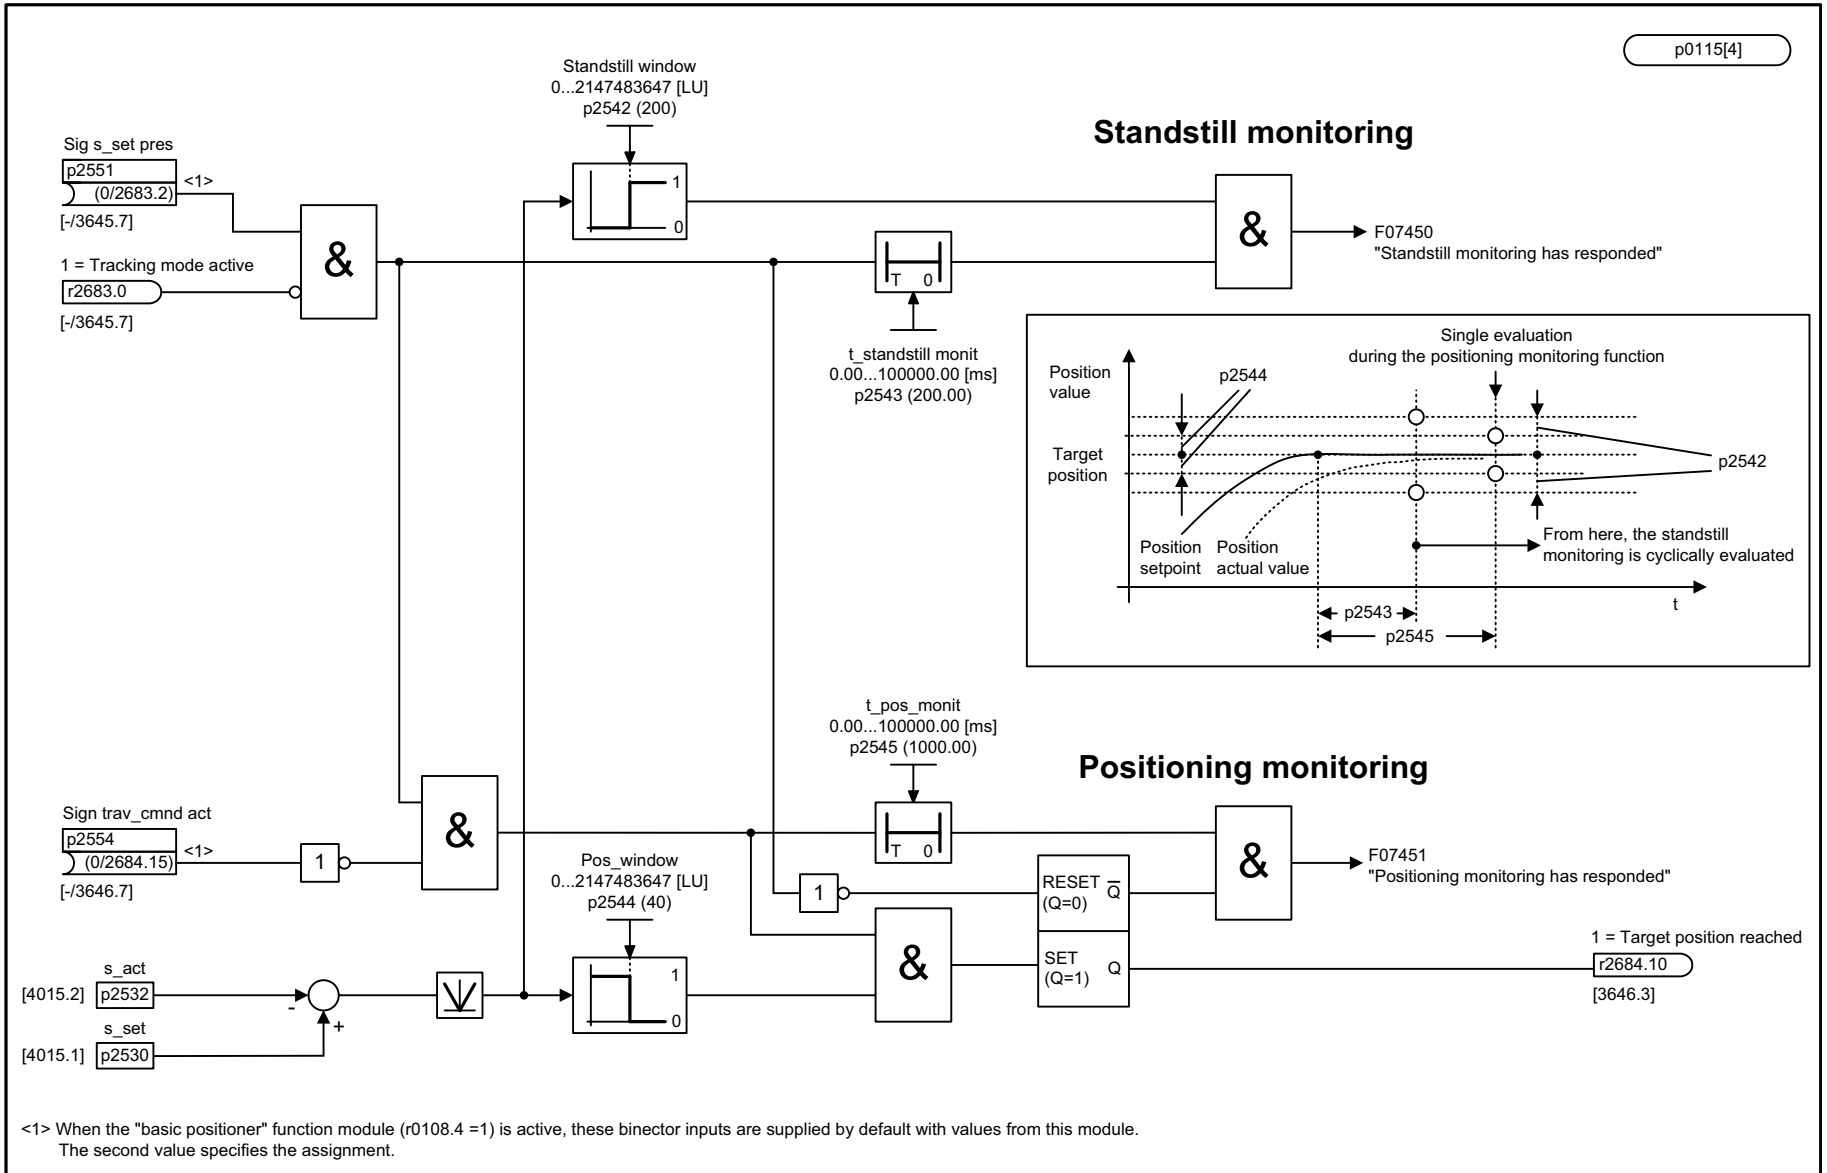 p0115[4]
Standstill window
0...2147483647 [LU]
p2542 (200)
Standstill monitoring
Sig s_set pres
p2551
(0/2683.2)
<1>
[-/3645.7]
1
0
&
&
F07450
"Standstill monitoring has responded"
1 = Tracking mode active
r2683.0
[-/3645.7]
T 0
t_standstill monit
0.00...100000.00 [ms]
p2543 (200.00)
Single evaluation
during the positioning monitoring function
Position
value
p2544
Target
position
p2542
Position
setpoint
Position
actual value
From here, the standstill
monitoring is cyclically evaluated
t
p2543
p2545
t_pos_monit
0.00...100000.00 [ms]
p2545 (1000.00)
Positioning monitoring
Sign trav_cmnd act
p2554
(0/2684.15)
<1>
[-/3646.7]
1
&
T 0
&
F07451
"Positioning monitoring has responded"
Pos_window
0...2147483647 [LU]
p2544 (40)
1
RESET Q
(Q=0)
SET Q
(Q=1)
&
1 = Target position reached
r2684.10
[3646.3]
s_act
[4015.2] p2532
-
+
s_set
[4015.1] p2530
1
0
<1> When the "basic positioner" function module (r0108.4 =1) is active, these binector inputs are supplied by default with values from this module.
The second value specifies the assignment.